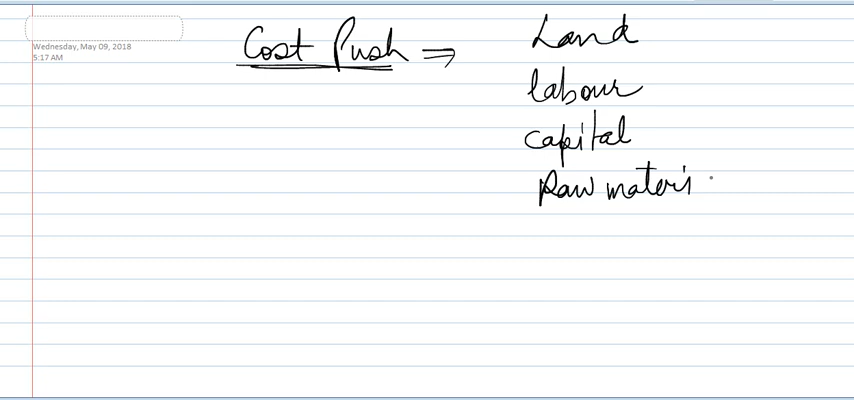 Wednesday, May 09, 2018
5:17 AM
Cost Push ⇒
Land
labour
capital
Raw materi